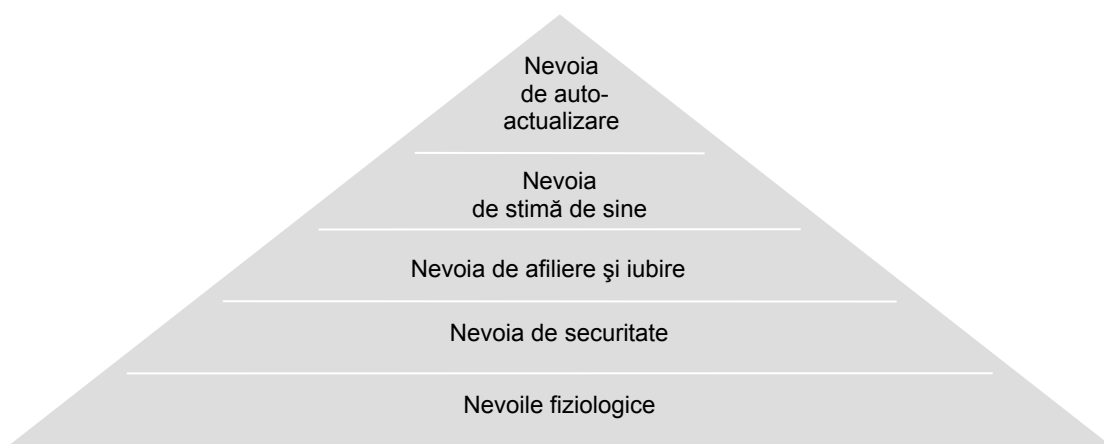 Nevoia
de auto-
actualizare
Nevoia
de stimă de sine
Nevoia de afiliere şi iubire
Nevoia de securitate
Nevoile fiziologice